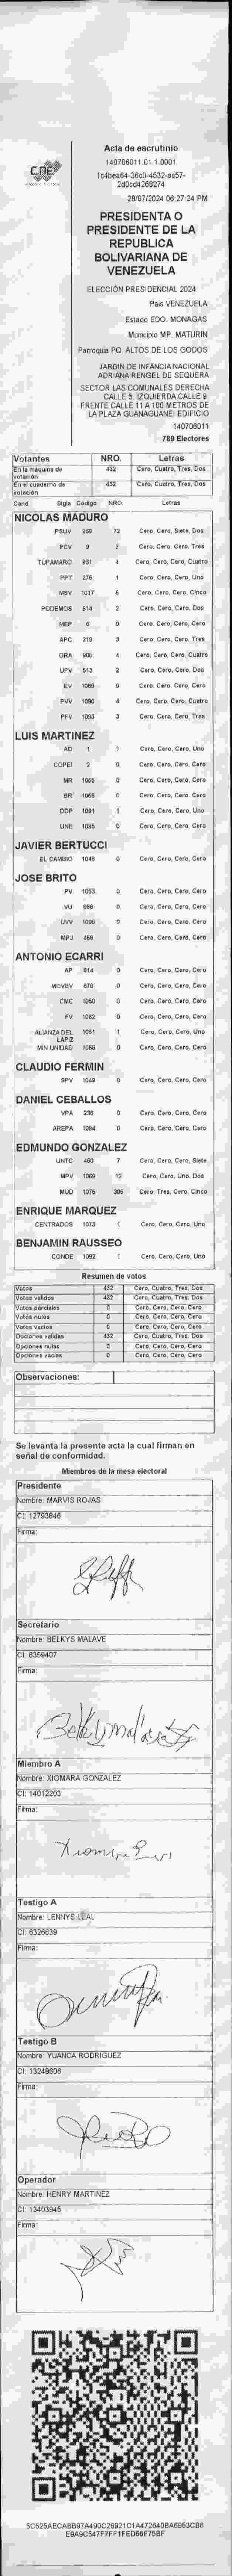 CNE
Acta de escrutinio
140706011.01.1.0001
28/07/2024 06:27:24 PM
PRESIDENTA O
PRESIDENTE DE LA
REPÚBLICA
BOLIVARIANA DE
VENEZUELA
ELECCIÓN PRESIDENCIAL 2024
País VENEZUELA
Estado EDO. MONAGAS
Municipio MP. MATURIN
Parroquia PQ. ALTOS DE LOS GODOS
JARDIN DE INFANCIA NACIONAL
ADRIANA RENGEL DE SEQUERA
SECTOR LAS COMUNALES DERECHA
CALLE 5. IZQUIERDA CALLE 9.
FRENTE CALLE 11 A 100 METROS DE
LA PLAZA GUANAGUANEI EDIFICIO
140706011
789 Electores
Votantes NRO. Letras
En la máquina de votación 432 Cero, Cuatro, Tres, Dos
En el cuaderno de votación 432 Cero, Cuatro, Tres, Dos
Cand. Sigla Código NRO. Letras
NICOLAS MADURO
PSUV 269 72 Cero, Cero, Siete, Dos
PCV 9 3 Cero, Cero, Cero, Tres
TUPAMARO 931 4 Cero, Cero, Cero, Cuatro
PPT 276 1 Cero, Cero, Cero, Uno
MSV 1017 5 Cero, Cero, Cero, Cinco
PODEMOS 514 2 Cero, Cero, Cero, Dos
MEP 6 0 Cero, Cero, Cero, Cero
APC 219 3 Cero, Cero, Cero, Tres
ORA 906 4 Cero, Cero, Cero, Cuatro
UPV 513 2 Cero, Cero, Cero, Dos
EV 1089 0 Cero, Cero, Cero, Cero
PVV 1090 4 Cero, Cero, Cero, Cuatro
PFV 1093 3 Cero, Cero, Cero, Tres
LUIS MARTINEZ
AD 1 1 Cero, Cero, Cero, Uno
COPEI 2 0 Cero, Cero, Cero, Cero
MR 1065 0 Cero, Cero, Cero, Cero
BR 1066 0 Cero, Cero, Cero, Cero
DDP 1091 1 Cero, Cero, Cero, Uno
UNE 1095 0 Cero, Cero, Cero, Cero
JAVIER BERTUCCI
EL CAMBIO 1048 0 Cero, Cero, Cero, Cero
JOSE BRITO
PV 1053 0 Cero, Cero, Cero, Cero
VU 989 0 Cero, Cero, Cero, Cero
UVV 1096 0 Cero, Cero, Cero, Cero
MPJ 468 0 Cero, Cero, Cero, Cero
ANTONIO ECARRI
AP 814 0 Cero, Cero, Cero, Cero
MOVEV 879 0 Cero, Cero, Cero, Cero
CMC 1050 0 Cero, Cero, Cero, Cero
FV 1062 0 Cero, Cero, Cero, Cero
ALIANZA DEL LAPIZ 1051 1 Cero, Cero, Cero, Uno
MIN UNIDAD 1086 0 Cero, Cero, Cero, Cero
CLAUDIO FERMIN
SPV 1049 0 Cero, Cero, Cero, Cero
DANIEL CEBALLOS
VPA 236 0 Cero, Cero, Cero, Cero
AREPA 1094 0 Cero, Cero, Cero, Cero
EDMUNDO GONZALEZ
UNTC 460 7 Cero, Cero, Cero, Siete
MPV 1069 12 Cero, Cero, Uno, Dos
MUD 1075 305 Cero, Tres, Cero, Cinco
ENRIQUE MARQUEZ
CENTRADOS 1073 1 Cero, Cero, Cero, Uno
BENJAMIN RAUSSEO
CONDE 1092 1 Cero, Cero, Cero, Uno
Resumen de votos
Votos 432 Cero, Cuatro, Tres, Dos
Votos válidos 432 Cero, Cuatro, Tres, Dos
Votos parciales 0 Cero, Cero, Cero, Cero
Votos nulos 0 Cero, Cero, Cero, Cero
Votos vacíos 0 Cero, Cero, Cero, Cero
Opciones válidas 432 Cero, Cuatro, Tres, Dos
Opciones nulas 0 Cero, Cero, Cero, Cero
Opciones vacías 0 Cero, Cero, Cero, Cero
Observaciones:
Se levanta la presente acta la cual firman en
señal de conformidad.
Miembros de la mesa electoral
Presidente
Nombre: MARVIS ROJAS
CI: 12793846
Firma:
Secretario
Nombre: BELKYS MALAVE
CI: 8359407
Firma:
Miembro A
Nombre: XIOMARA GONZALEZ
CI: 14012203
Firma:
Testigo A
Nombre: LENNYS LEAL
CI: 6326639
Firma:
Testigo B
Nombre: YUANCA RODRIGUEZ
CI: 13248606
Firma:
Operador
Nombre: HENRY MARTINEZ
CI: 13403945
Firma: